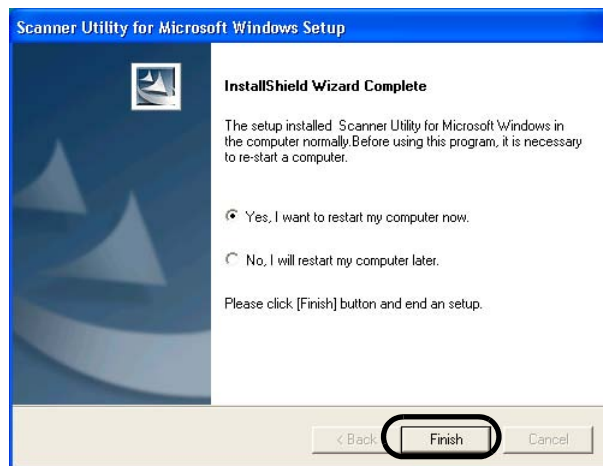 Scanner Utility for Microsoft Windows Setup
InstallShield Wizard Complete
The setup installed Scanner Utility for Microsoft Windows in
the computer normally.Before using this program, it is necessary
to re-start a computer.
Yes, I want to restart my computer now.
No, I will restart my computer later.
Please click [Finish] button and end an setup.
< Back
Finish
Cancel